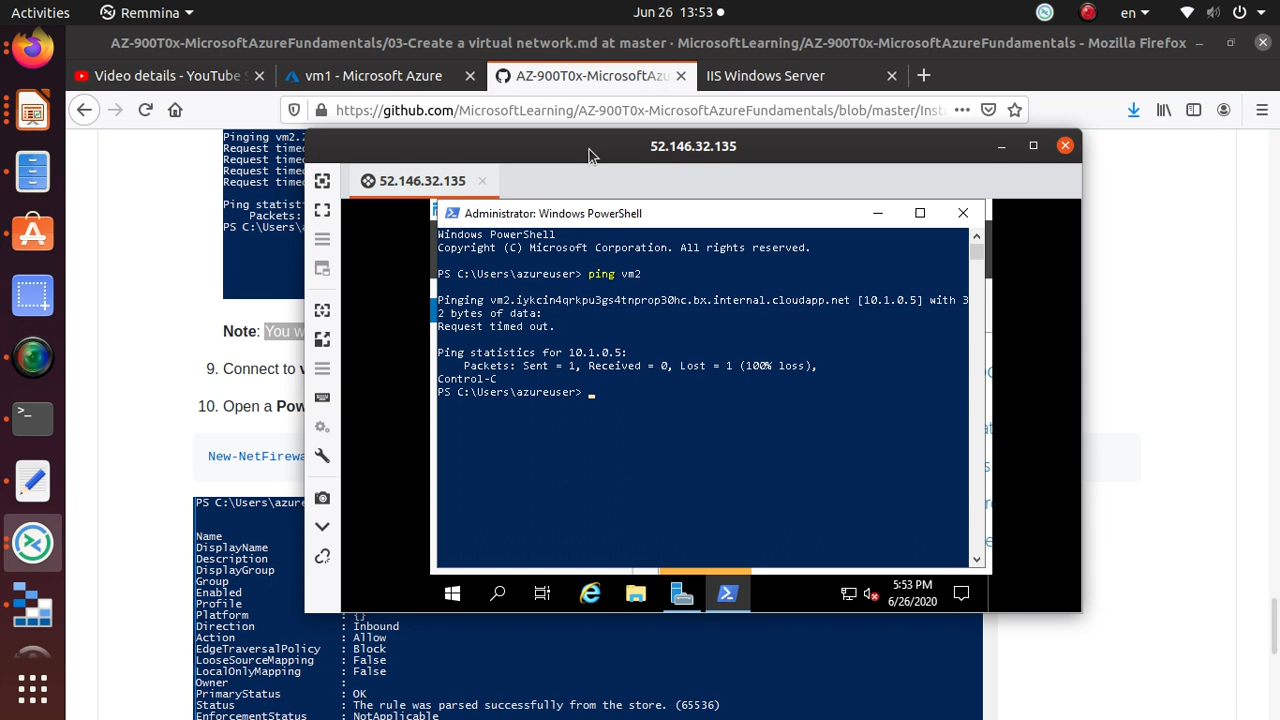 Activities
Remmina
Jun 26 13:53
en
AZ-900T0x-MicrosoftAzureFundamentals/03-Create a virtual network.md at master · MicrosoftLearning/AZ-900T0x-MicrosoftAzureFundamentals - Mozilla Firefox
Video details - YouTube S
vm1 - Microsoft Azure
AZ-900T0x-MicrosoftAzu
IIS Windows Server
https://github.com/MicrosoftLearning/AZ-900T0x-MicrosoftAzureFundamentals/blob/master/Inst
Pinging vm2.
Request time
Request time
Request time
Request time
Ping statis
Packets:
PS C:\Users\
Note: You w
9. Connect to
10. Open a Pow
New-NetFirewa
PS C:\Users\azure
Name
DisplayName
Description
DisplayGroup
Group
Enabled
Profile
Platform : {}
Direction : Inbound
Action : Allow
EdgeTraversalPolicy : Block
LooseSourceMapping : False
LocalOnlyMapping : False
Owner :
PrimaryStatus : OK
Status : The rule was parsed successfully from the store. (65536)
EnforcementStatus : NotApplicable
52.146.32.135
52.146.32.135
Administrator: Windows PowerShell
Windows PowerShell
Copyright (C) Microsoft Corporation. All rights reserved.
PS C:\Users\azureuser> ping vm2
Pinging vm2.iykcin4qrkpu3gs4tnprop30hc.bx.internal.cloudapp.net [10.1.0.5] with 3
2 bytes of data:
Request timed out.
Ping statistics for 10.1.0.5:
Packets: Sent = 1, Received = 0, Lost = 1 (100% loss),
Control-C
PS C:\Users\azureuser>
5:53 PM
6/26/2020